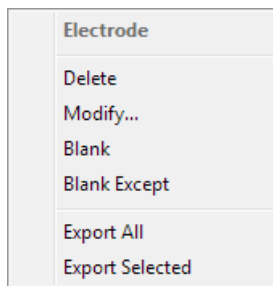 Electrode
Delete
Modify...
Blank
Blank Except
Export All
Export Selected